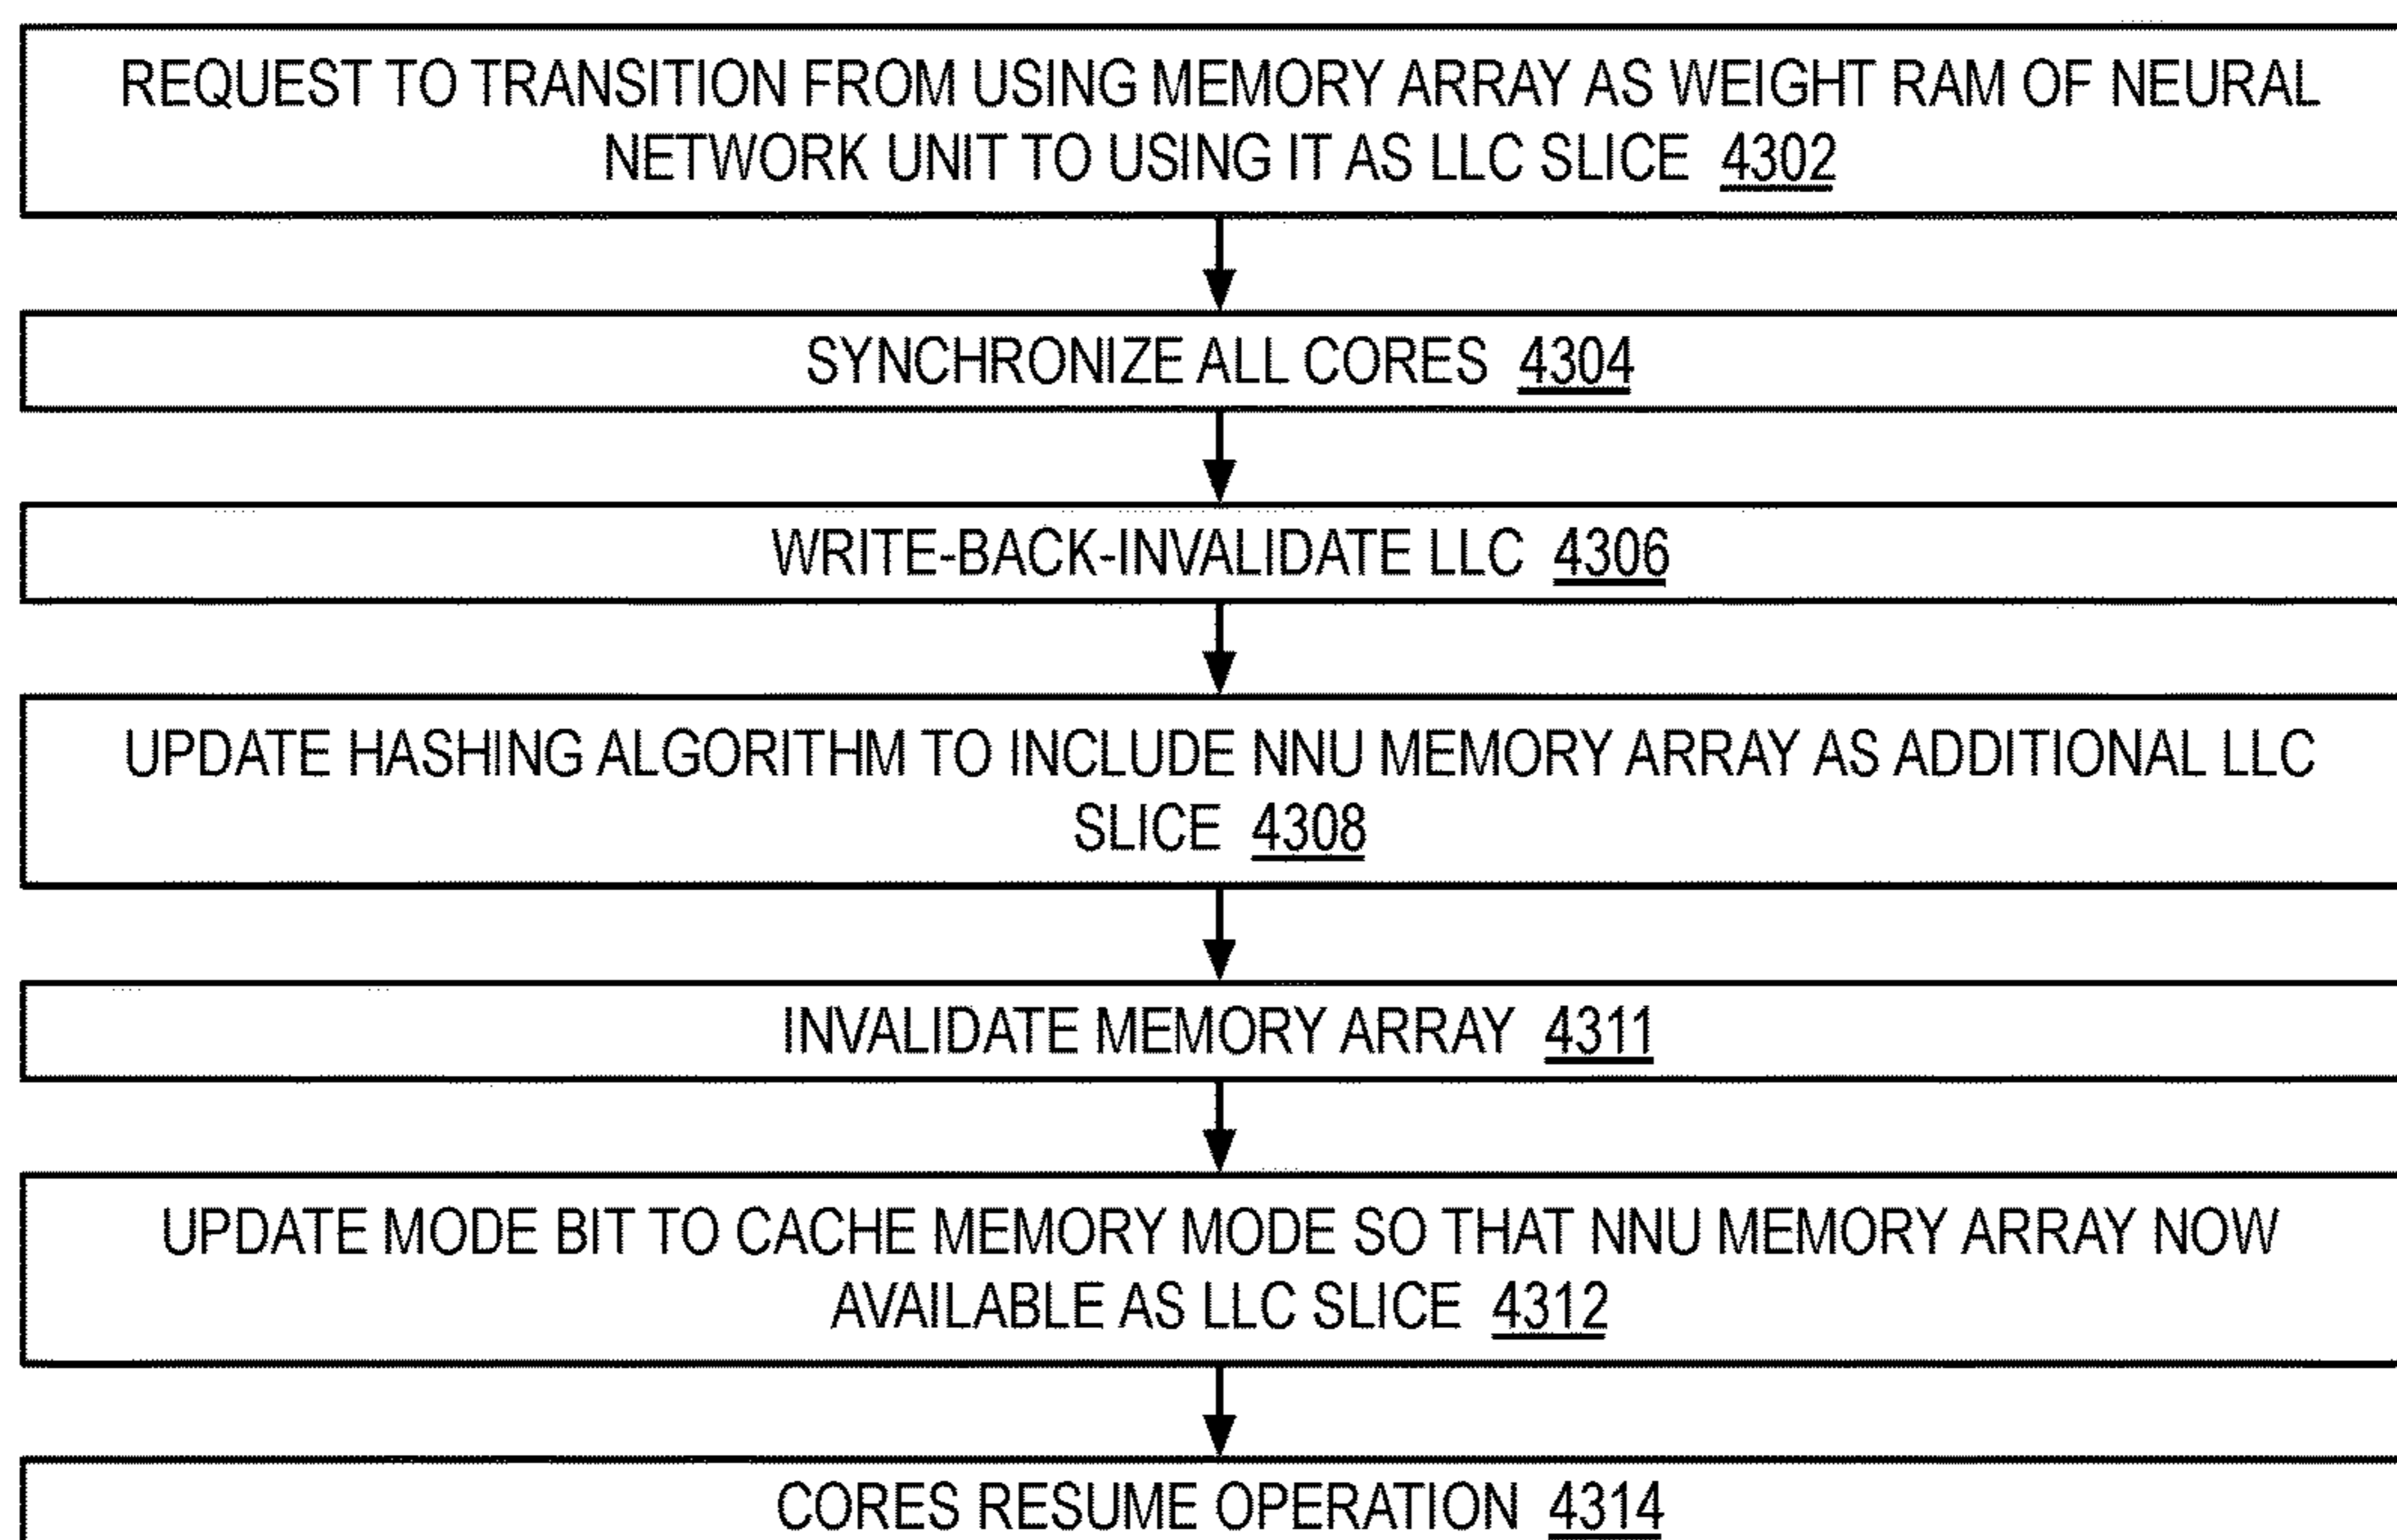 REQUEST TO TRANSITION FROM USING MEMORY ARRAY AS WEIGHT RAM OF NEURAL
NETWORK UNIT TO USING IT AS LLC SLICE 4302
SYNCHRONIZE ALL CORES 4304
WRITE-BACK-INVALIDATE LLC 4306
UPDATE HASHING ALGORITHM TO INCLUDE NNU MEMORY ARRAY AS ADDITIONAL LLC
SLICE 4308
INVALIDATE MEMORY ARRAY 4311
UPDATE MODE BIT TO CACHE MEMORY MODE SO THAT NNU MEMORY ARRAY NOW
AVAILABLE AS LLC SLICE 4312
CORES RESUME OPERATION 4314